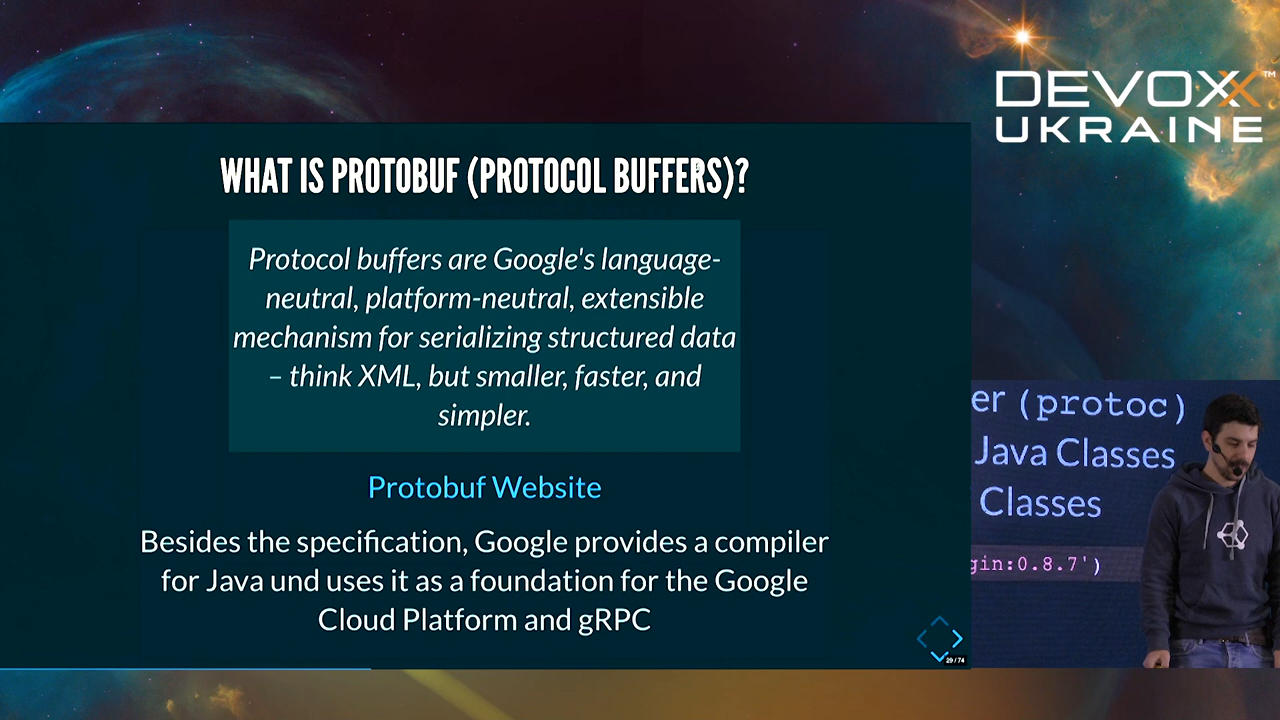 DEVOXX™
UKRAINE
WHAT IS PROTOBUF (PROTOCOL BUFFERS)?
Protocol buffers are Google's language-
neutral, platform-neutral, extensible
mechanism for serializing structured data
– think XML, but smaller, faster, and
simpler.
Protobuf Website
Besides the specification, Google provides a compiler
for Java und uses it as a foundation for the Google
Cloud Platform and gRPC
29 / 74
er (protoc)
Java Classes
Classes
gin:0.8.7')